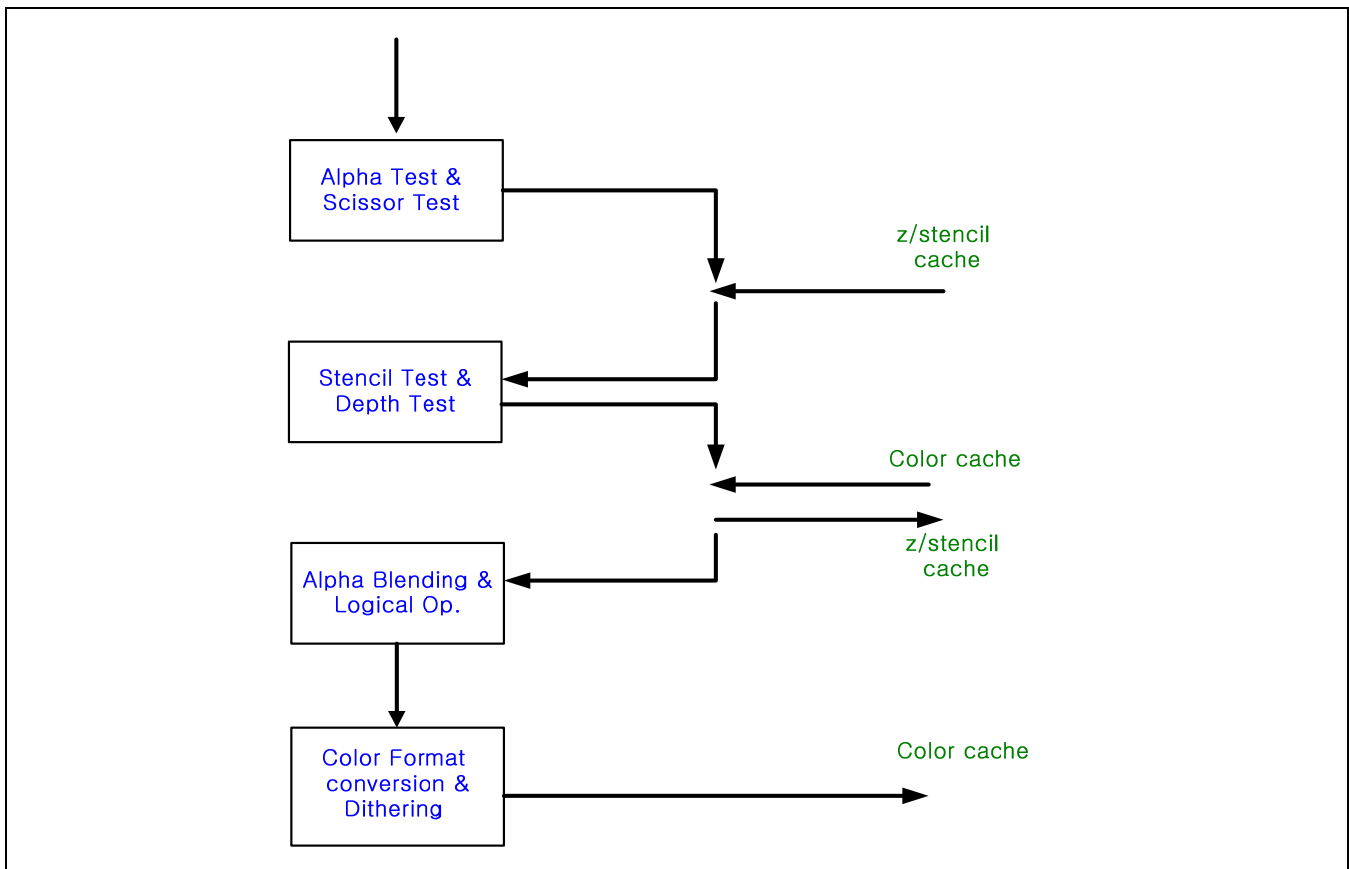 Alpha Test &
Scissor Test
z/stencil
cache
Stencil Test &
Depth Test
Color cache
z/stencil
cache
Alpha Blending &
Logical Op.
Color Format
conversion &
Dithering
Color cache